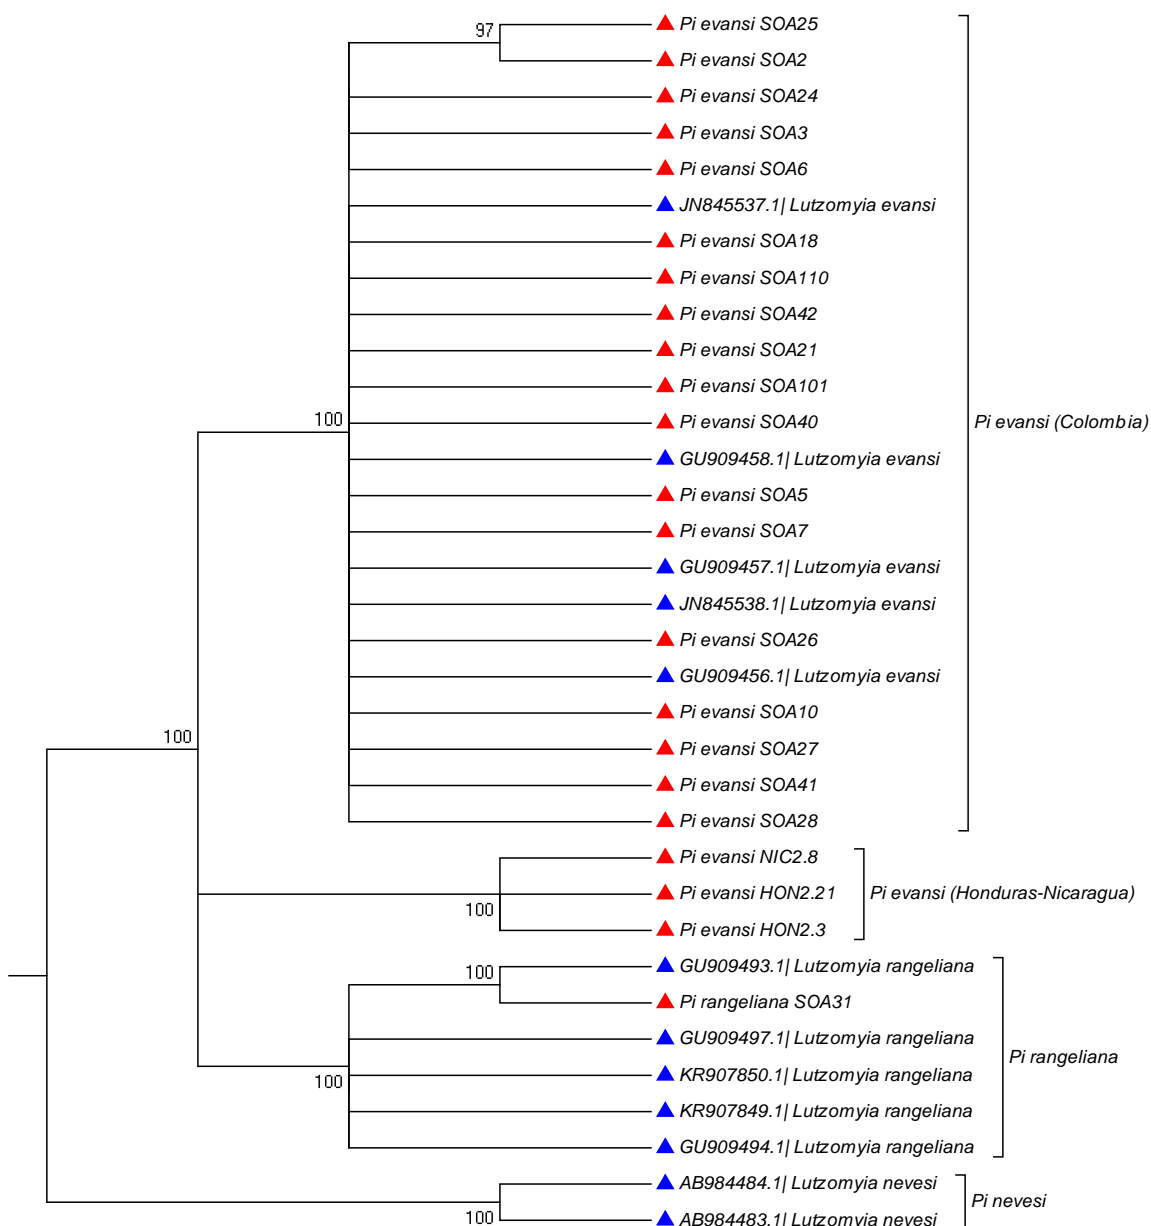 97
Pi evansi SOA25
Pi evansi SOA2
Pi evansi SOA24
Pi evansi SOA3
Pi evansi SOA6
JN845537.1| Lutzomyia evansi
Pi evansi SOA18
Pi evansi SOA110
Pi evansi SOA42
Pi evansi SOA21
Pi evansi SOA101
100
Pi evansi SOA40
Pi evansi (Colombia)
GU909458.1| Lutzomyia evansi
Pi evansi SOA5
Pi evansi SOA7
GU909457.1| Lutzomyia evansi
JN845538.1| Lutzomyia evansi
Pi evansi SOA26
GU909456.1| Lutzomyia evansi
Pi evansi SOA10
100
Pi evansi SOA27
Pi evansi SOA41
Pi evansi SOA28
Pi evansi NIC2.8
Pi evansi HON2.21
Pi evansi (Honduras-Nicaragua)
100
Pi evansi HON2.3
GU909493.1| Lutzomyia rangeliana
100
Pi rangeliana SOA31
GU909497.1| Lutzomyia rangeliana
Pi rangeliana
KR907850.1| Lutzomyia rangeliana
100
KR907849.1| Lutzomyia rangeliana
GU909494.1| Lutzomyia rangeliana
AB984484.1| Lutzomyia nevesi
Pi nevesi
100
AB984483.1| Lutzomyia nevesi